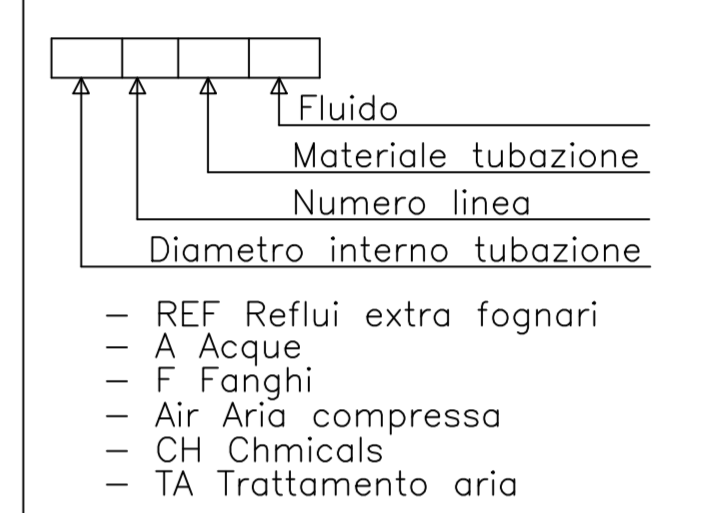 Fluido
Materiale tubazione
Numero linea
Diametro interno tubazione
– REF Reflui extra fognari
– A Acque
– F Fanghi
– Air Aria compressa
– CH Chmicals
– TA Trattamento aria